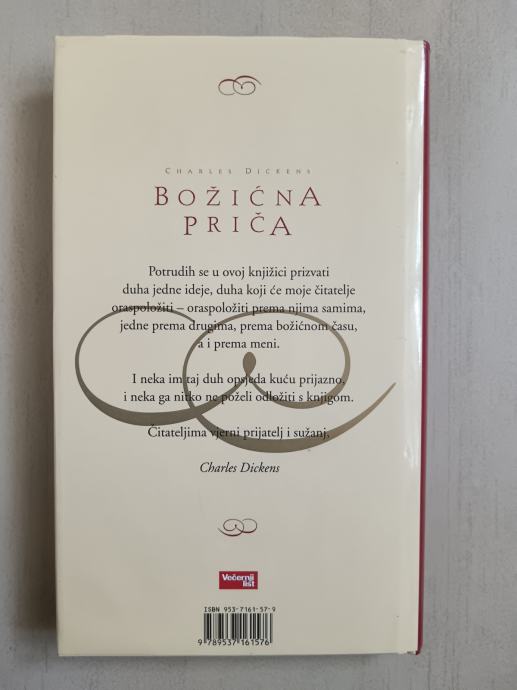 CHARLES DICKENS
BOŽIĆNA
PRIČA
Potrudih se u ovoj knjižici prizvati
duha jedne ideje, duha koji će moje čitatelje
oraspoložiti – oraspoložiti prema njima samima,
jedne prema drugima, prema božićnom času,
a i prema meni.
I neka im taj duh opsjeda kuću prijazno,
i neka ga nitko ne poželi odložiti s knjigom.
Čitateljima vjerni prijatelj i sužanj,
Charles Dickens
Večernji
list
ISBN 953-7161-57-9
9 789537 161576